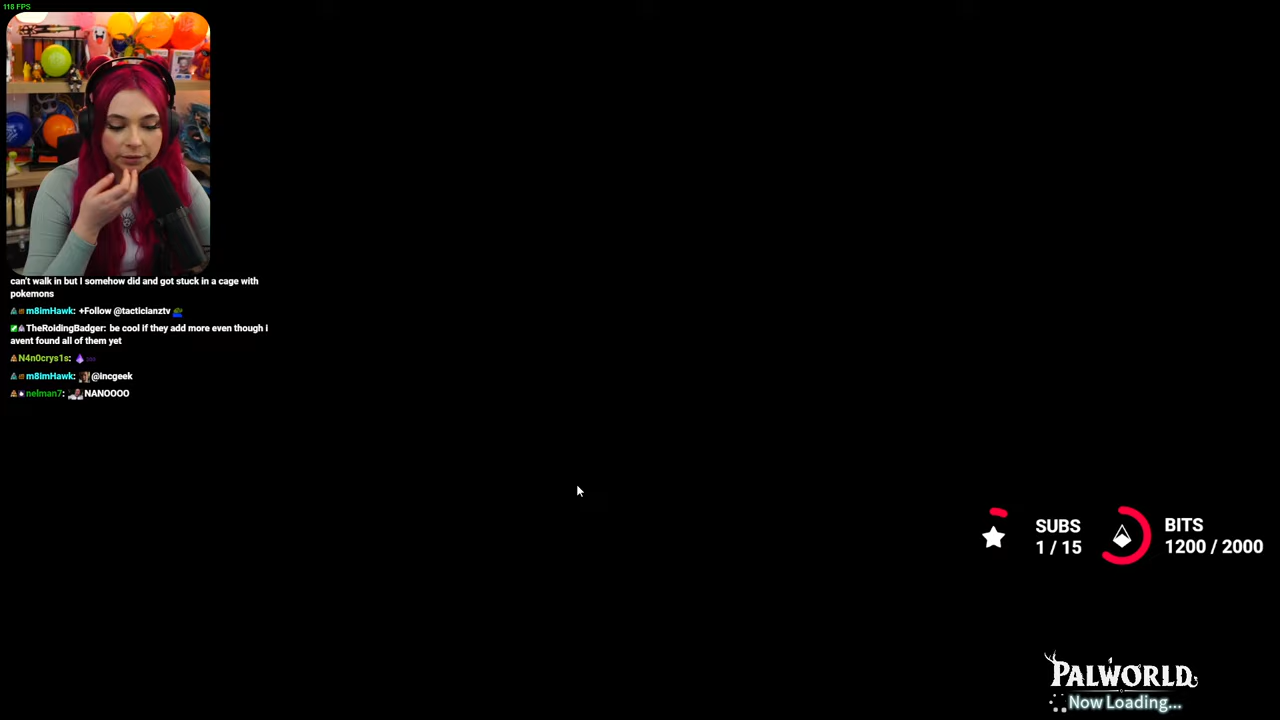 118 FPS
can't walk in but I somehow did and got stuck in a cage with
pokemons
m8imHawk: +Follow @tacticianztv
TheRoidingBadger: be cool if they add more even though i
avent found all of them yet
N4n0crys1s:
m8imHawk: @incgeek
nelman7: NANOOOO
SUBS
1 / 15
BITS
1200 / 2000
PALWORLD
Now Loading...